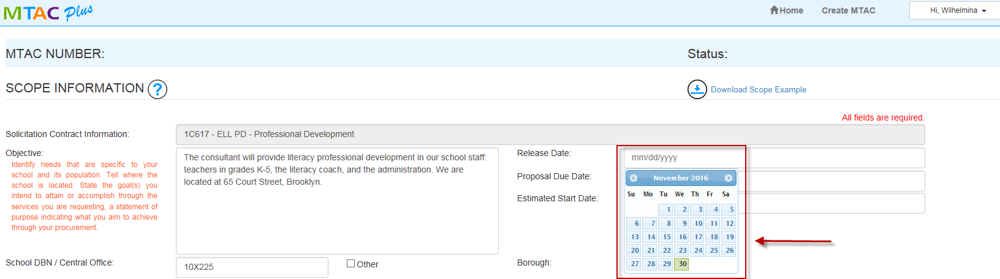 MTAC Plus
Home Create MTAC Hi, Wilhelmina
MTAC NUMBER: Status:
SCOPE INFORMATION ? Download Scope Example
All fields are required.
Solicitation Contract Information: 1C617 - ELL PD - Professional Development
Objective:
Identify needs that are specific to your
school and its population. Tell where the
school is located. State the goal(s) you
intend to attain or accomplish through the
services you are requesting, a statement of
purpose indicating what you aim to achieve
through your procurement.
The consultant will provide literacy professional development in our school staff:
teachers in grades K-5, the literacy coach, and the administration. We are
located at 65 Court Street, Brooklyn.
Release Date: mm/dd/yyyy
Proposal Due Date:
Estimated Start Date:
November 2016
Su Mo Tu We Th Fr Sa
1 2 3 4 5
6 7 8 9 10 11 12
13 14 15 16 17 18 19
20 21 22 23 24 25 26
27 28 29 30
School DBN / Central Office: 10X225 Other
Borough: